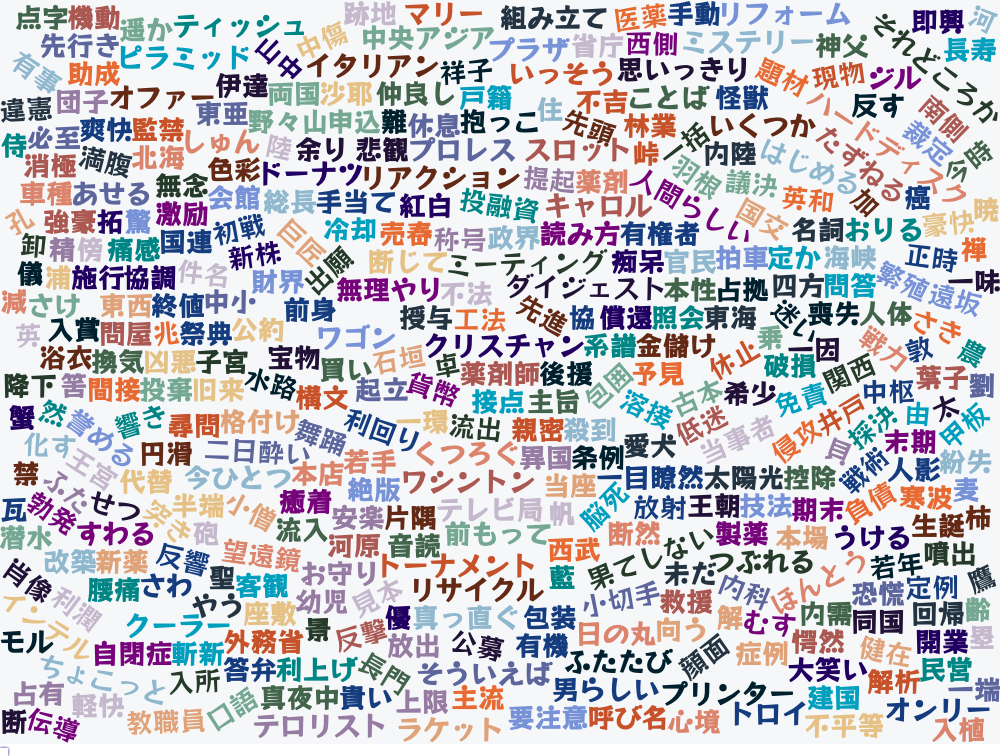 点字 機動 遥か ティッシュ 跡地 マリー 組み立て 医薬 手動 リフォーム それどころか 即興 河
先行き ピラミッド 山中 中傷 中央アジア プラザ 省庁 西側 ミステリー 神父 長寿
有事 助成 伊達 イタリアン 祥子 いっそう 思いっきり 題材 現物 ジル
違憲 団子 オファー 東亜 両国 沙耶 仲良し 戸籍 住 不吉 ことば 怪獣 ハードディスク 反す 南側
侍 必至 爽快 監禁 野々山 申込 難 休息 抱っこ 先頭 林業 一括 いくつか たずねる 裁定 齒
消極 満腹 北海 しゅん 陸 余り 悲観 プロレス スロット 峠 羽根 内陸 はじめる
車種 あせる 無念 色彩 ドーナツ リアクション 提起 薬剤 人間らしい 議決 英和 加 癌
孔 強豪 拓 驚 激励 会館 総長 手当て 紅白 投融資 キャロル 国交 名詞 おりる 豪快 暁
卸 精 傍 痛感 国連 初戦 巨匠 冷却 売春 称号 政界 読み方 有権者 正時 禅
儀 浦 施行 協調 件名 新株 財界 出願 断じて ミーティング 痴呆 官民 拍車 定か 海峡 繁殖 遠坂 一味
減 さけ 東西 終値 中小 前身 無理やり 不法 ダイジェスト 本性 占拠 四方 問答
英 入賞 問屋 兆 祭典 公約 ワゴン 授与 工法 先進 協 償還 照会 東海 迷い 喪失 人体 さき
浴衣 換気 凶悪 子宮 宝物 買い 石垣 卓 クリスチャン 系譜 金儲け 休止 乗 一因 戦力 敦 農
降下 答 間接 投棄 旧来 水路 構文 起立 貨幣 薬剤師 後援 包囲 予見 破損 関西 葉子 劉
蟹 然 誉める 響き 尋問 格付け 舞踊 利回り 一環 接点 主旨 流出 溶接 古本 希少 免責 中枢 由 太 甲板
化す 王宮 円滑 二日酔い 若手 くつろぐ 親密 殺到 異国 条例 愛犬 低迷 当事者 侵攻 井戸 採決 末期
禁 ふた 代替 今ひとつ 本店 絶版 ワシントン 当座 一目瞭然 太陽光 控除 目 戦術 人影 紛失
瓦 勃発 せつ 突き 半端 小僧 癒着 安楽 片隅 テレビ局 帆 脳死 放射 王朝 技法 期末 負債 寒波 麦
潜水 すわる 砲 流入 河原 音読 前もって 西武 断然 製薬 本場 うける 生誕 柿
肖像 改築 新薬 反響 望遠鏡 お守り トーナメント 藍 果てしない 未だ つぶれる ほんとう 若年 噴出
インテル 利潤 腰痛 さわ 聖 客観 幼児 見本 リサイクル 小切手 救援 内科 恐慌 定例 鷹
モル クーラー やう 座敷 景 反撃 優 真っ直ぐ 包装 日の丸 向う 解 むす 内需 同国 回帰 齢
ちょこっと 自閉症 斬新 外務省 放出 公募 有機 ふたたび 顔面 症例 愕然 健在 開業 塁
占有 軽快 入所 答弁 利上げ 長門 そういえば 男らしい プリンター 大笑い 解析 民営 一端
断 伝導 教職員 口語 真夜中 貴い 上限 主流 要注意 呼び名 心境 トロイ 建国 オンリー
テロリスト ラケット 不平等 入植